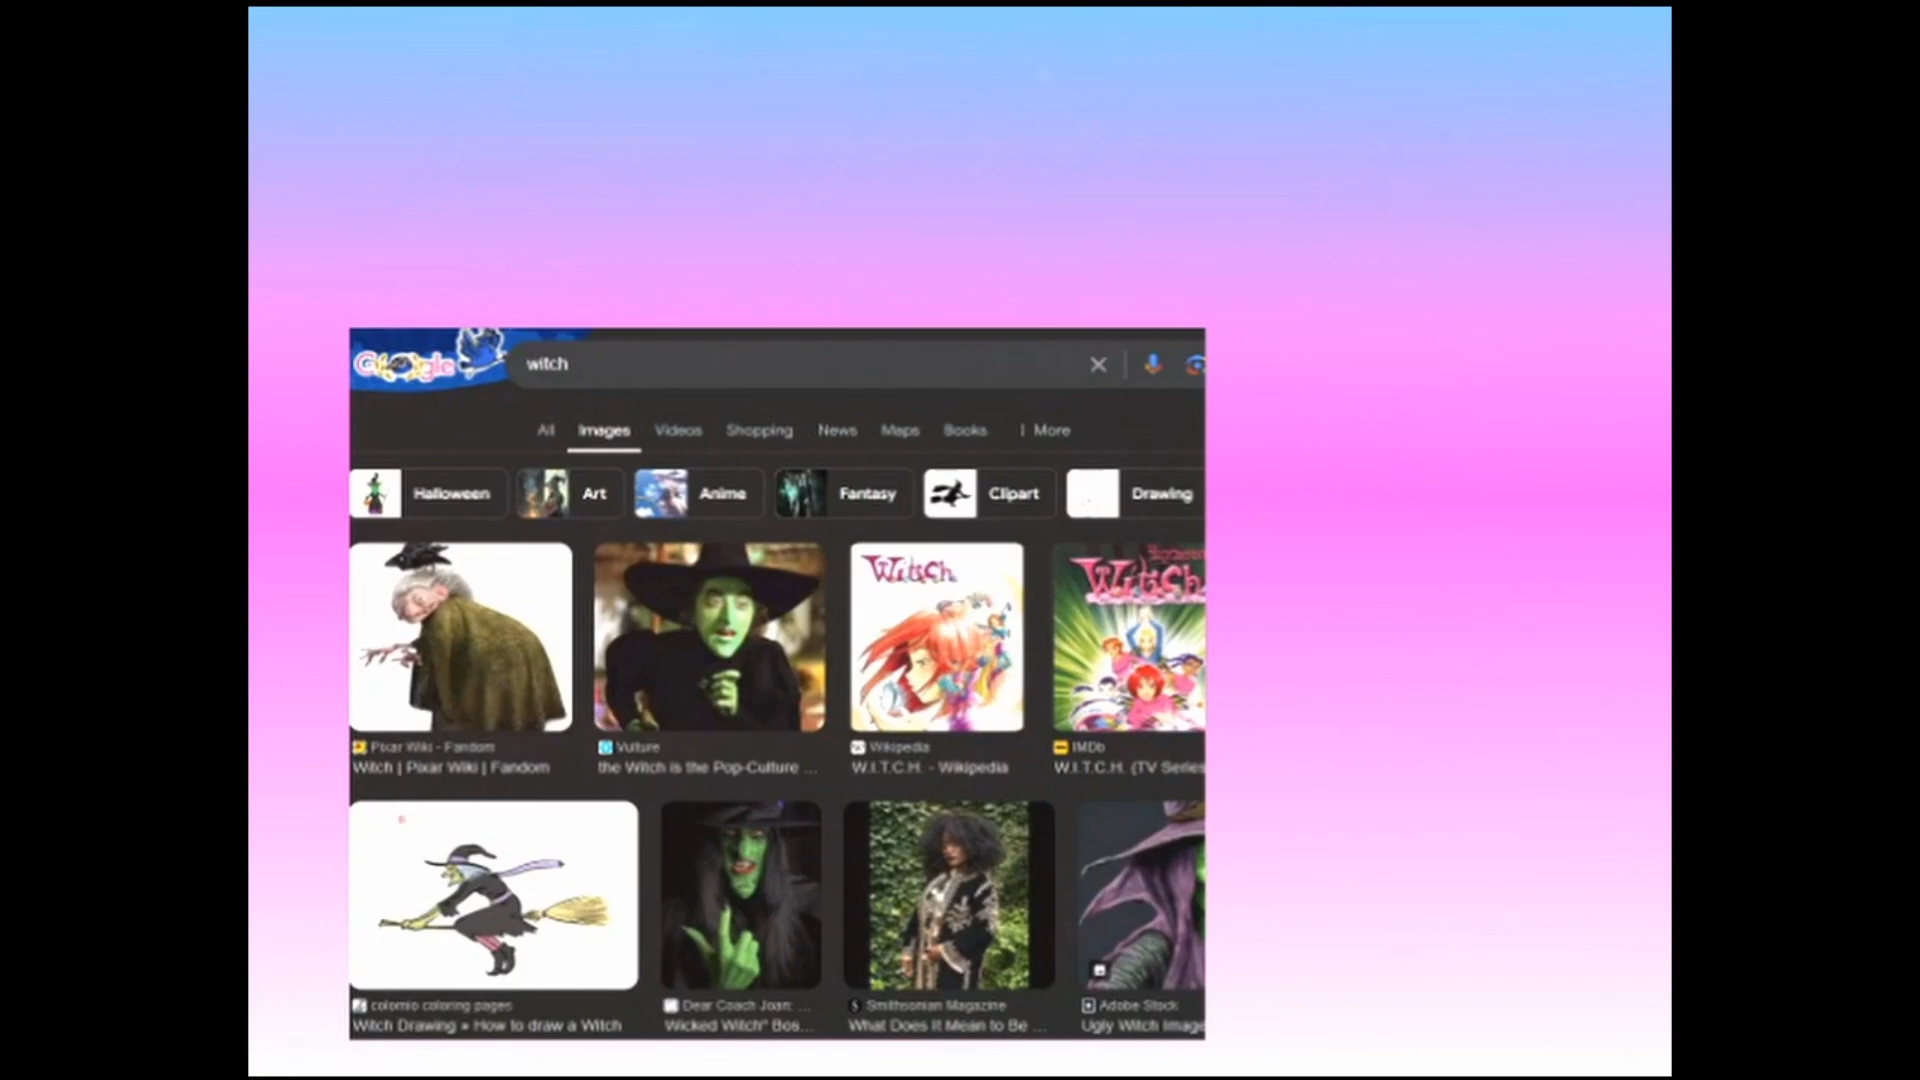 Google witch
All Images Videos Shopping News Maps Books More
Halloween Art Anime Fantasy Clipart Drawing
Witch
Witch
Pixar Wiki - Fandom Vulture Wikipedia IMDb
Witch | Pixar Wiki | Fandom the Witch is the Pop-Culture ... W.I.T.C.H. - Wikipedia W.I.T.C.H. (TV Series
colomio coloring pages Dear Coach Joan: ... Smithsonian Magazine Adobe Stock
Witch Drawing » How to draw a Witch Wicked Witch" Bos... What Does It Mean to Be ... Ugly Witch Image